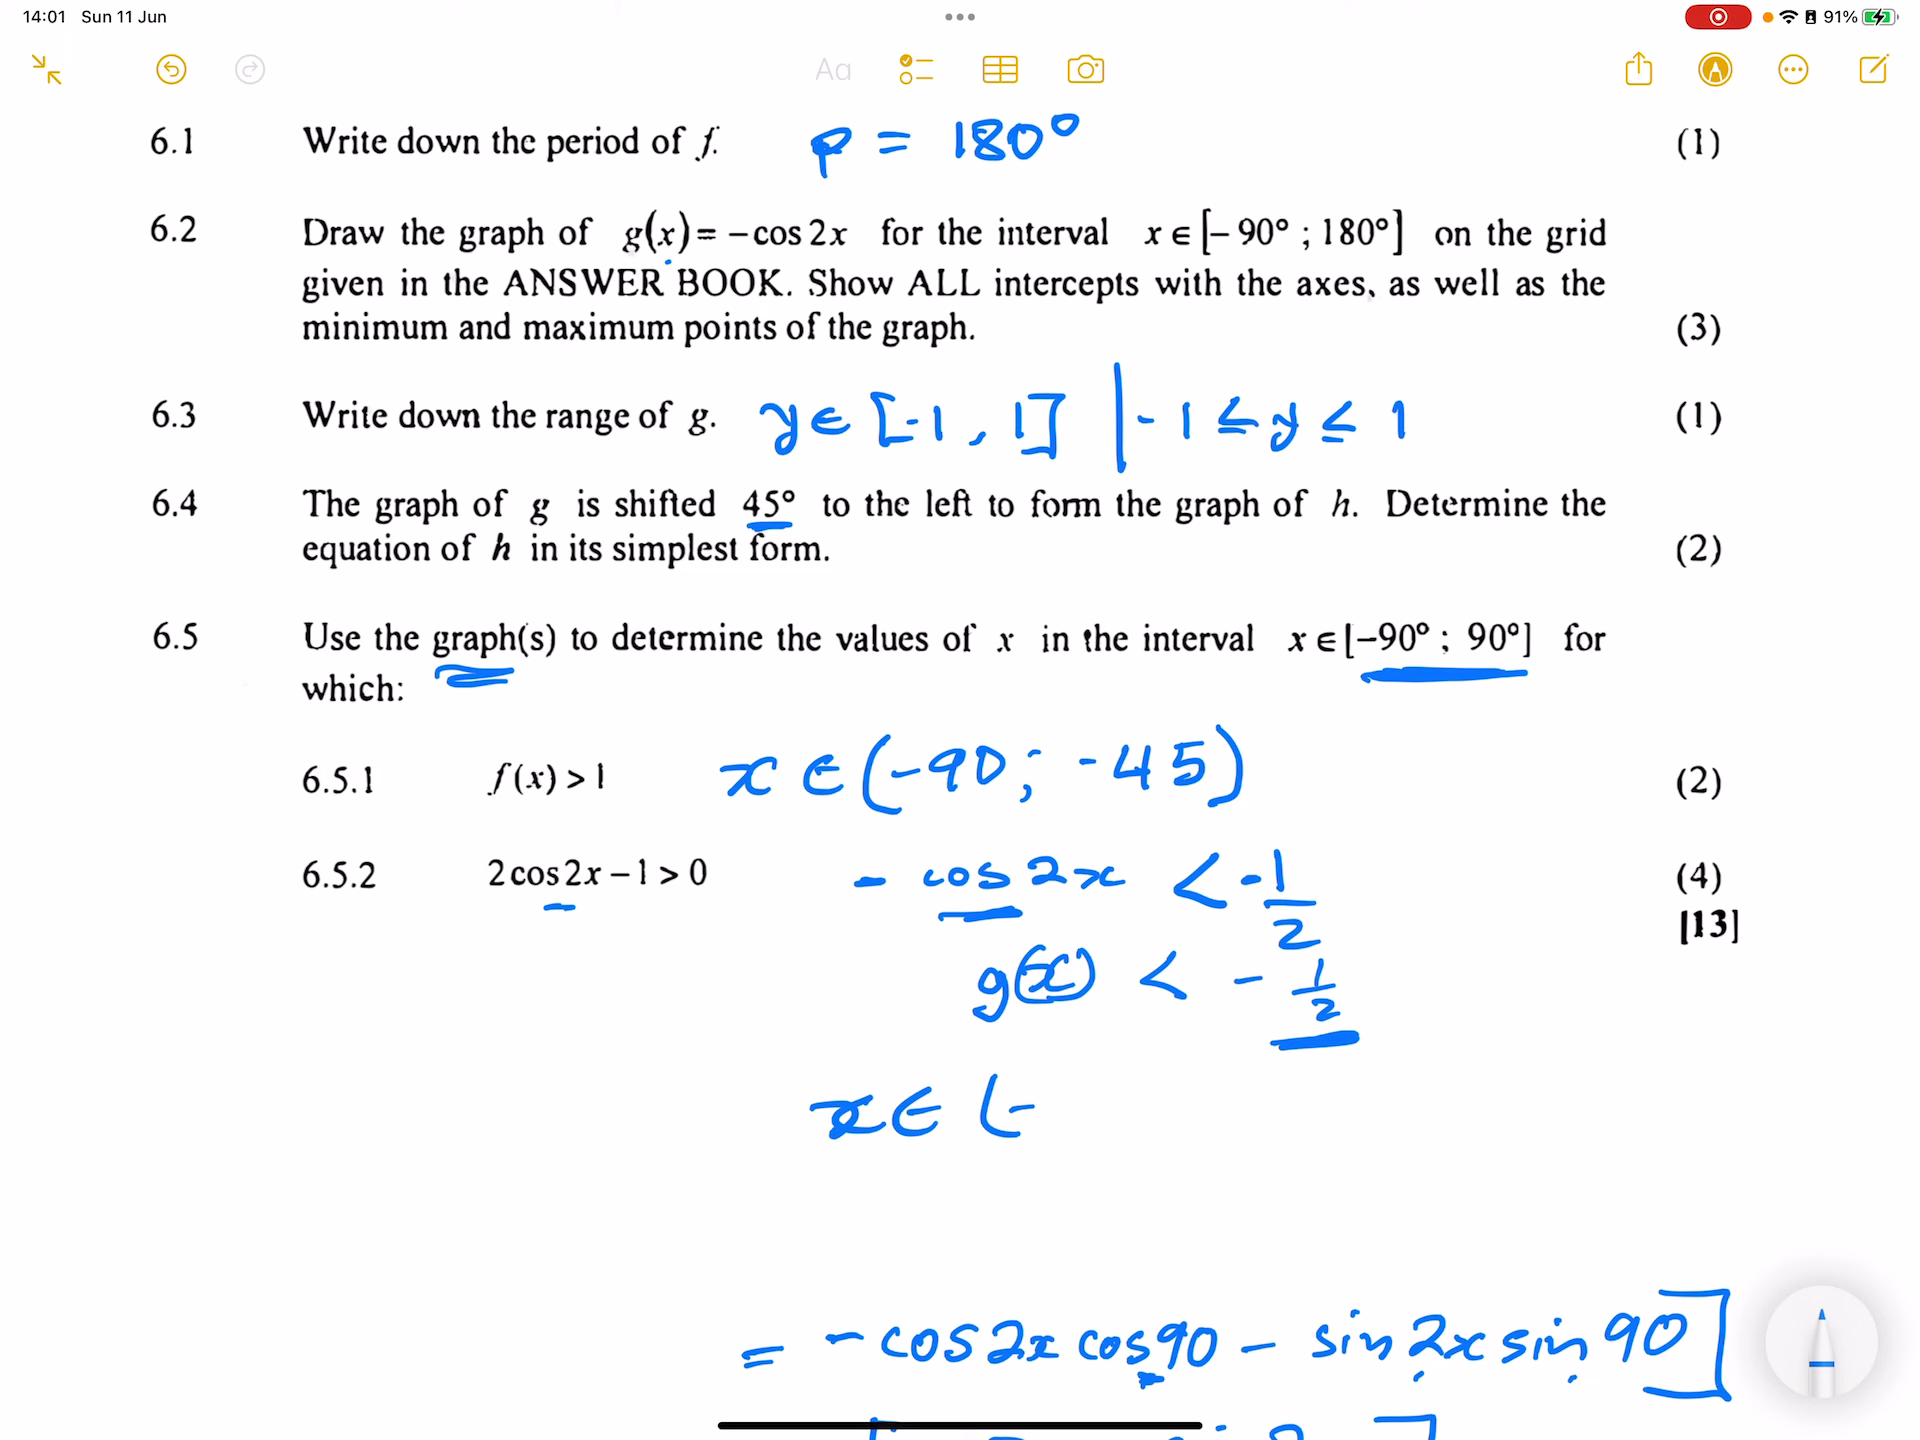 14:01 Sun 11 Jun 91%
Aa
6.1 Write down the period of f. p = 180° (1)
6.2 Draw the graph of g(x) = − cos 2x for the interval x ∈ [− 90° ; 180°] on the grid
given in the ANSWER BOOK. Show ALL intercepts with the axes, as well as the
minimum and maximum points of the graph. (3)
6.3 Write down the range of g. y ∈ [-1 , 1] | -1 ≤ y ≤ 1 (1)
6.4 The graph of g is shifted 45° to the left to form the graph of h. Determine the
equation of h in its simplest form. (2)
6.5 Use the graph(s) to determine the values of x in the interval x ∈ [−90° ; 90°] for
which:
6.5.1 f(x) > 1 x ∈ (-90 ; -45) (2)
6.5.2 2 cos 2x − 1 > 0 - cos 2x < -1/2 (4)
[13]
g(x) < - 1/2
x ∈ (-
= - cos 2x cos 90 - sin 2x sin 90]